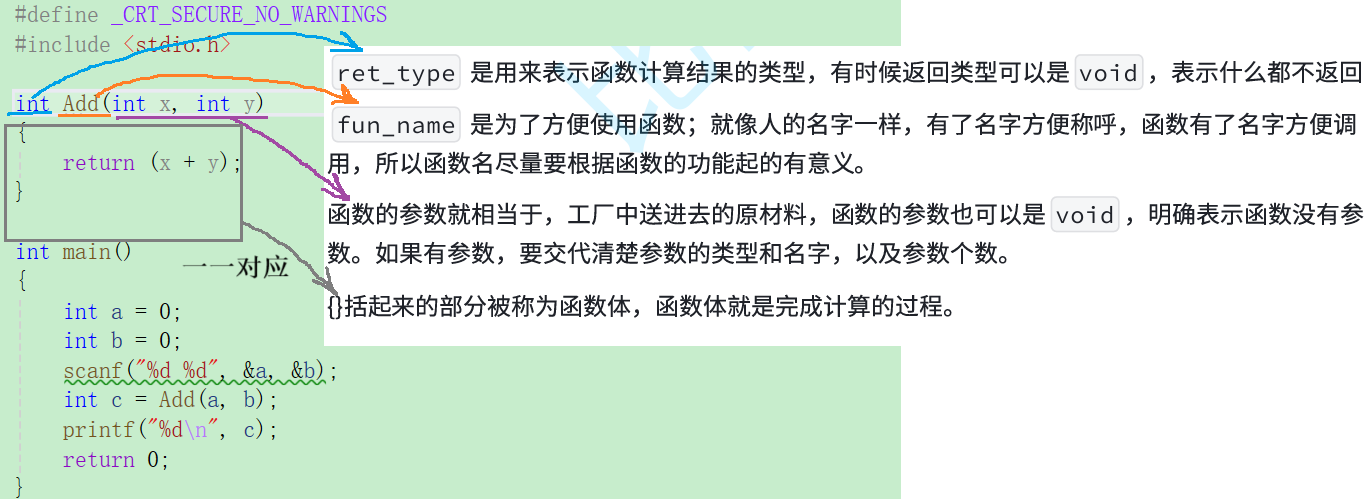 #define _CRT_SECURE_NO_WARNINGS
#include <stdio.h>
int Add(int x, int y)
{
return (x + y);
}
int main()
{
int a = 0;
int b = 0;
scanf("%d %d", &a, &b);
int c = Add(a, b);
printf("%d\n", c);
return 0;
}
一一对应
ret_type 是用来表示函数计算结果的类型，有时候返回类型可以是 void ，表示什么都不返回
fun_name 是为了方便使用函数；就像人的名字一样，有了名字方便称呼，函数有了名字方便调
用，所以函数名尽量要根据函数的功能起的有意义。
函数的参数就相当于，工厂中送进去的原材料，函数的参数也可以是 void ，明确表示函数没有参
数。如果有参数，要交代清楚参数的类型和名字，以及参数个数。
{}括起来的部分被称为函数体，函数体就是完成计算的过程。